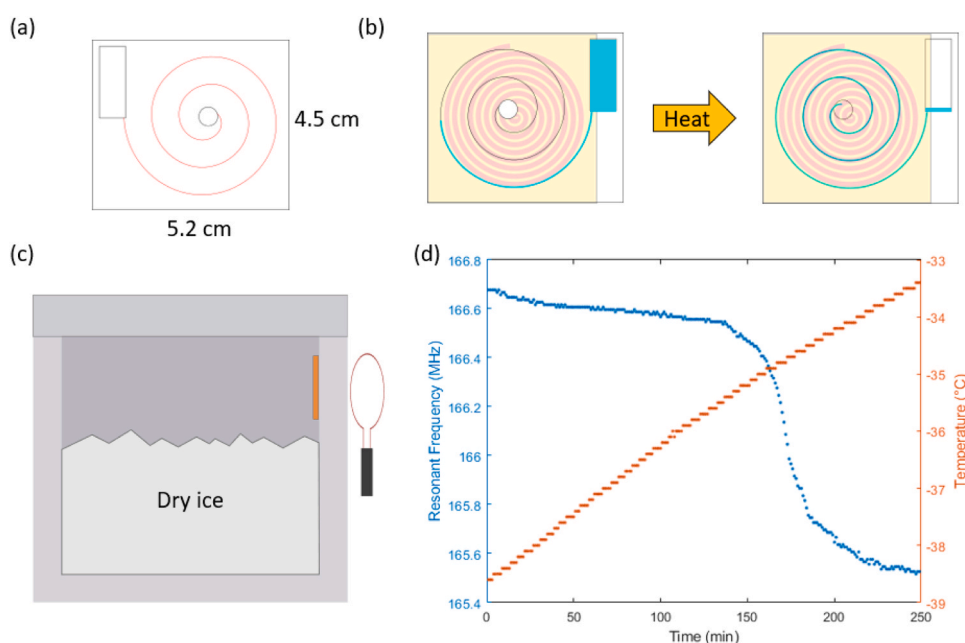 (a)
4.5 cm
5.2 cm
(b)
Heat
(c)
Dry ice
(d)
166.8
166.6
166.4
166.2
166
165.8
165.6
165.4
Resonant Frequency (MHz)
0
50
100
150
200
250
Time (min)
-33
-34
-35
-36
-37
-38
-39
Temperature (°C)